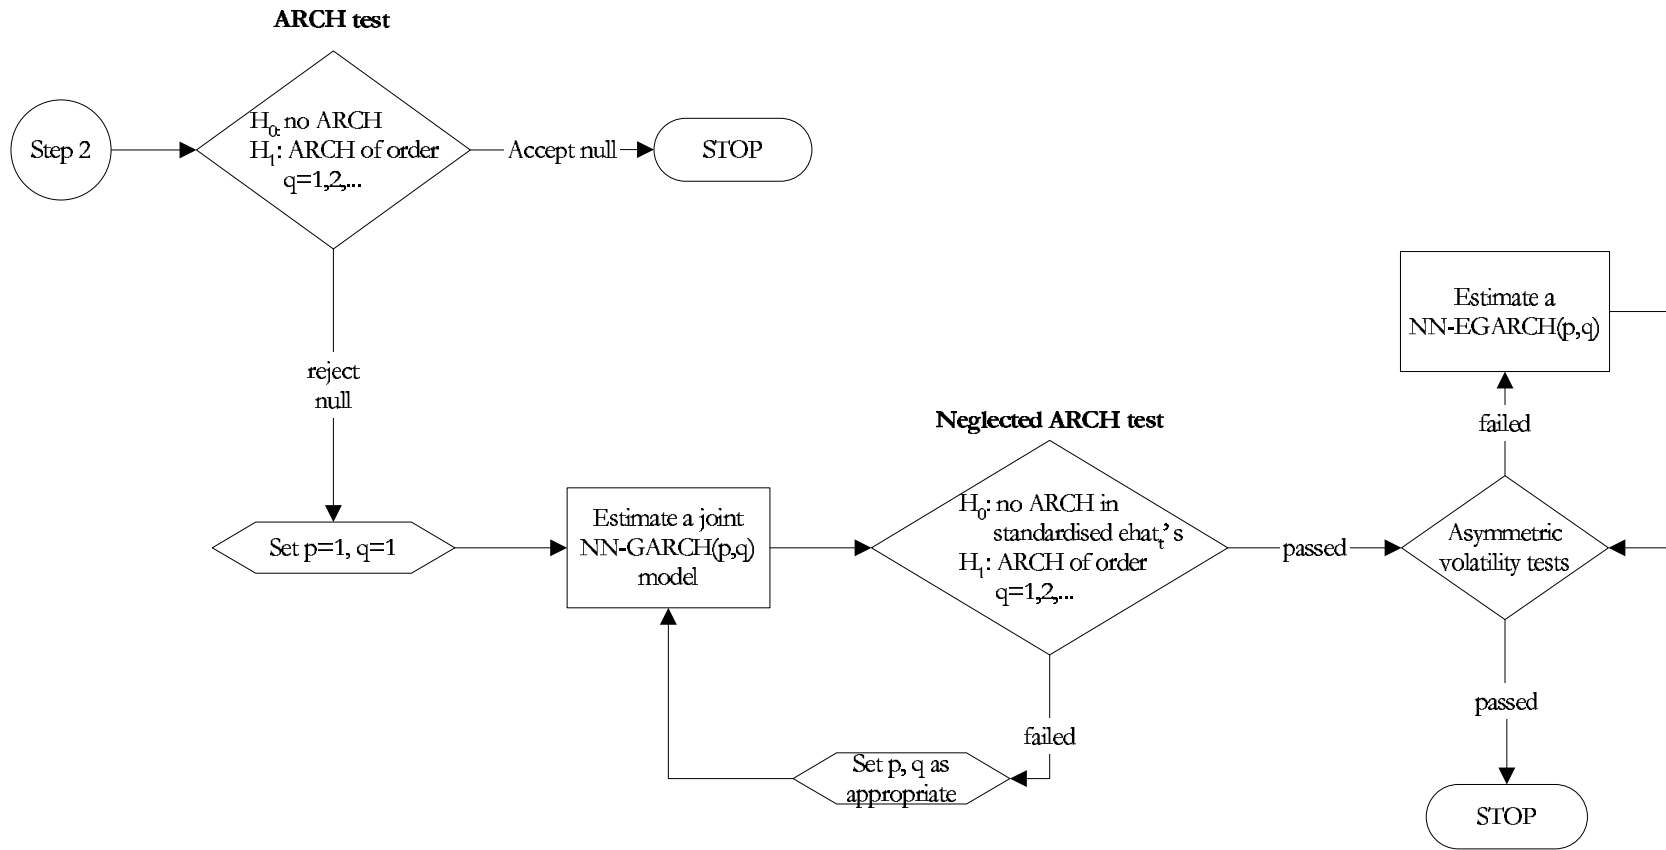 ARCH test
Step 2
H0: no ARCH
H1: ARCH of order
q=1,2,...
Accept null
STOP
reject
null
Set p=1, q=1
Estimate a joint
NN-GARCH(p,q)
model
Neglected ARCH test
H0: no ARCH in
standardised ehatt's
H1: ARCH of order
q=1,2,...
failed
Set p, q as
appropriate
passed
Asymmetric
volatility tests
failed
Estimate a
NN-EGARCH(p,q)
passed
STOP